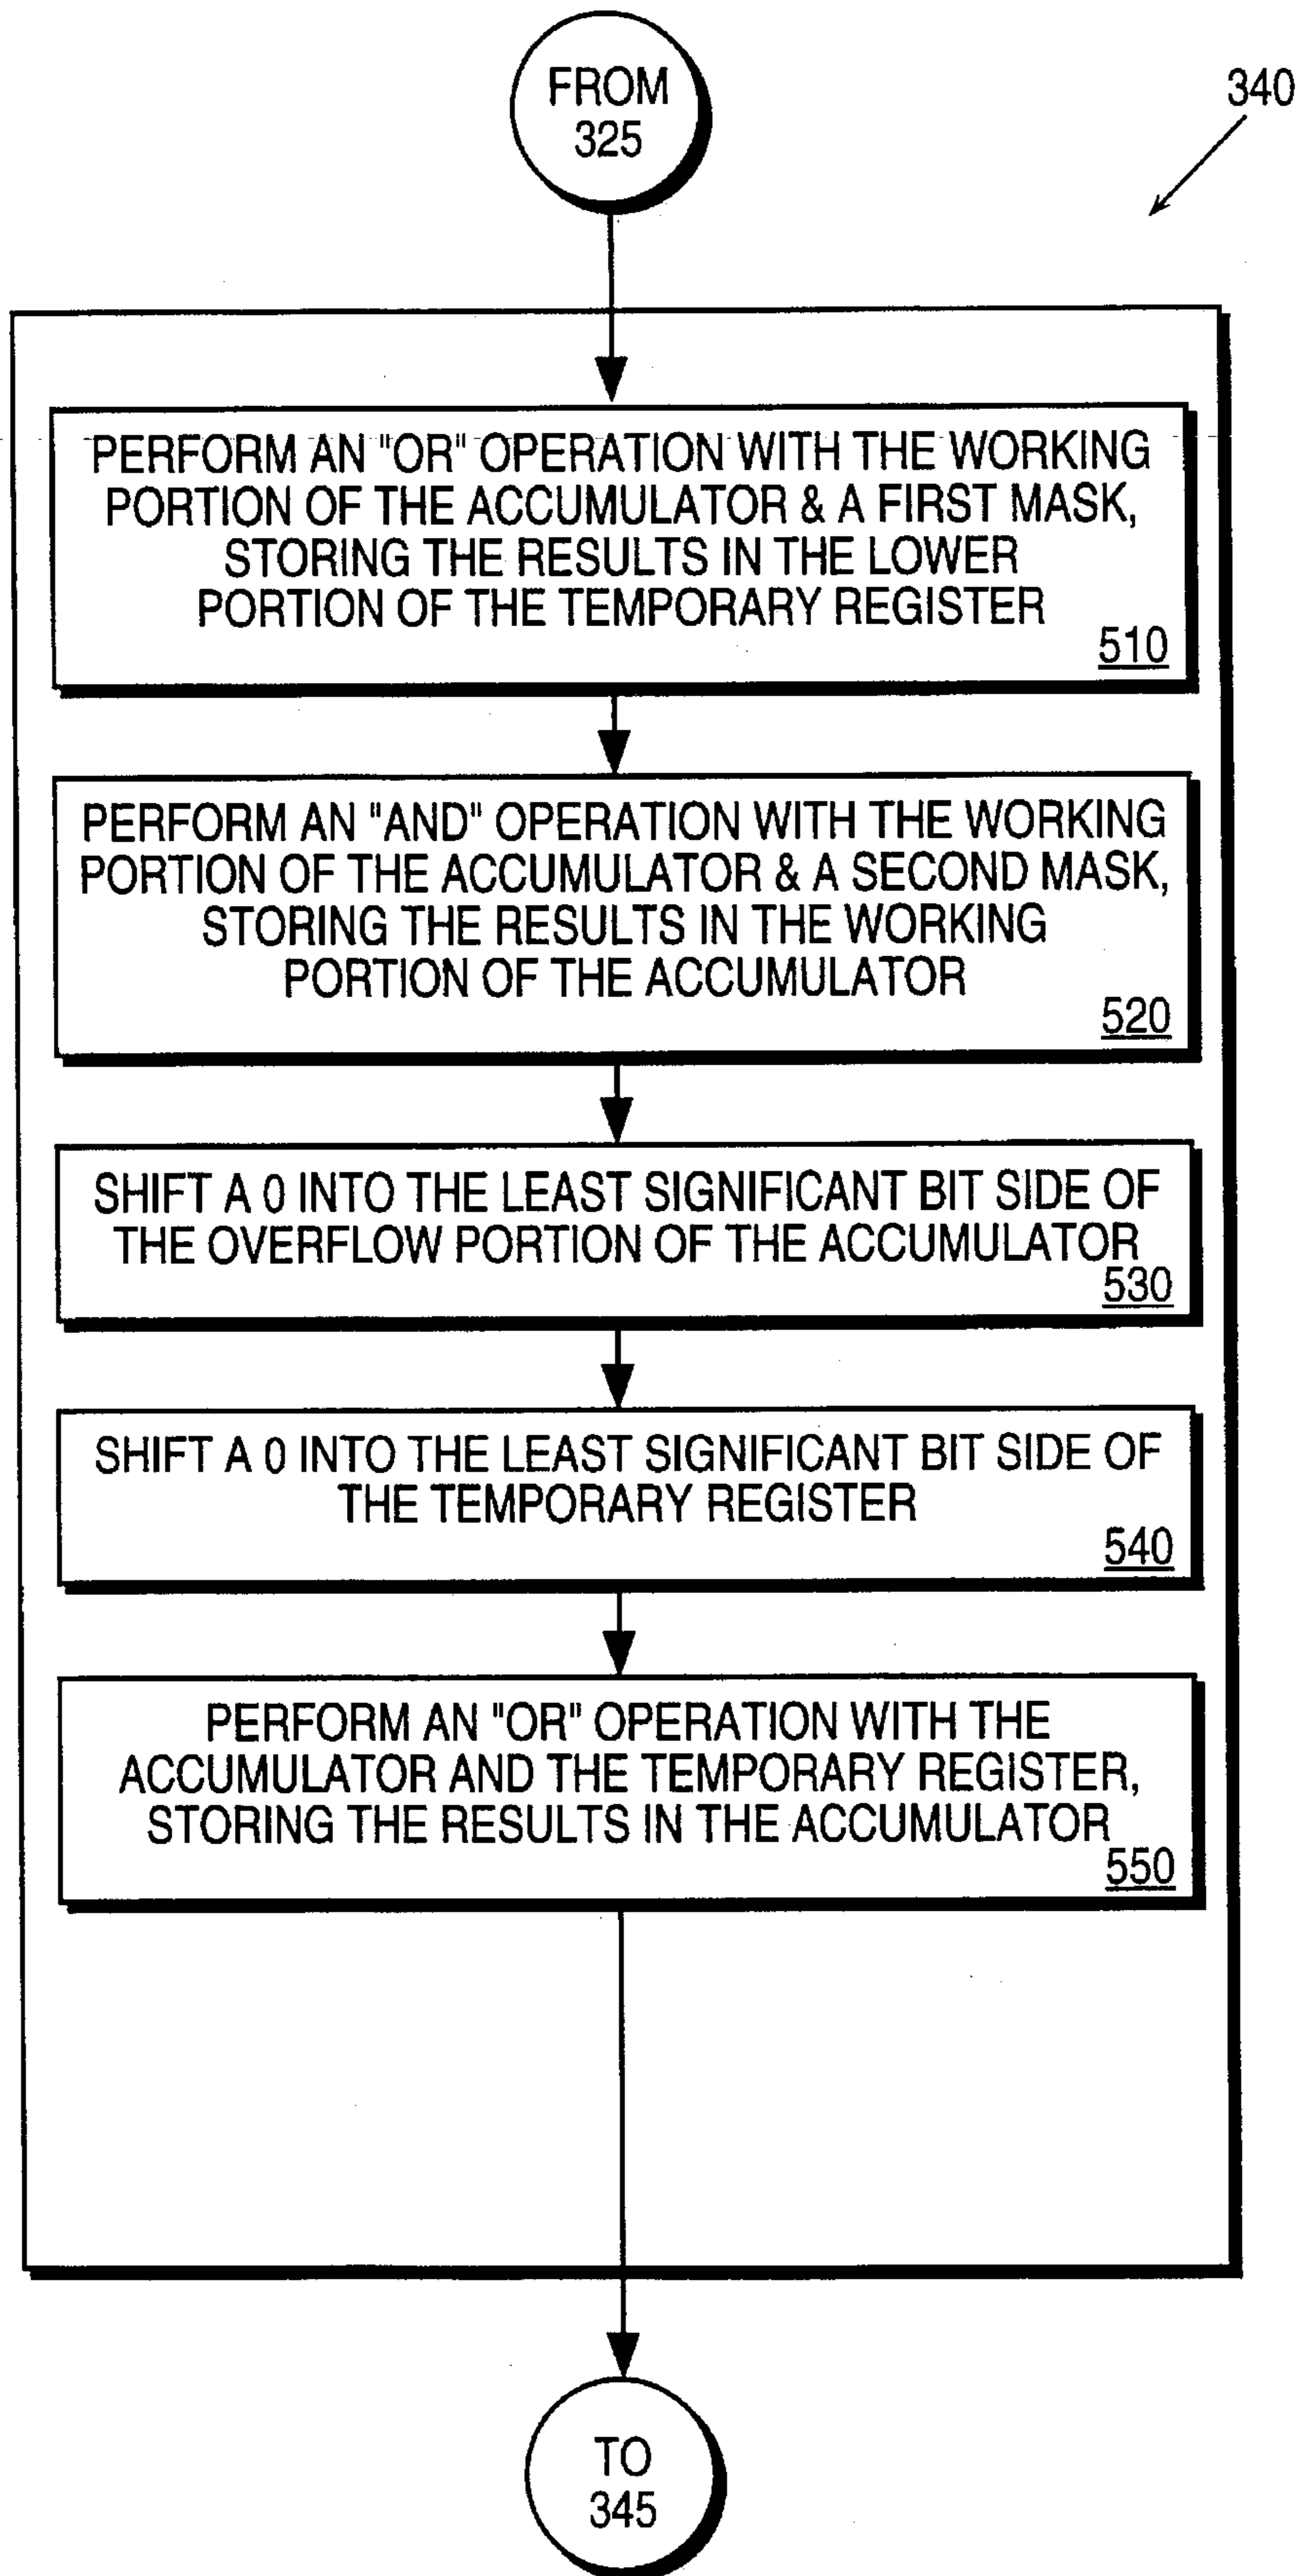 FROM
325
340
PERFORM AN "OR" OPERATION WITH THE WORKING
PORTION OF THE ACCUMULATOR & A FIRST MASK,
STORING THE RESULTS IN THE LOWER
PORTION OF THE TEMPORARY REGISTER
510
PERFORM AN "AND" OPERATION WITH THE WORKING
PORTION OF THE ACCUMULATOR & A SECOND MASK,
STORING THE RESULTS IN THE WORKING
PORTION OF THE ACCUMULATOR
520
SHIFT A 0 INTO THE LEAST SIGNIFICANT BIT SIDE OF
THE OVERFLOW PORTION OF THE ACCUMULATOR
530
SHIFT A 0 INTO THE LEAST SIGNIFICANT BIT SIDE OF
THE TEMPORARY REGISTER
540
PERFORM AN "OR" OPERATION WITH THE
ACCUMULATOR AND THE TEMPORARY REGISTER,
STORING THE RESULTS IN THE ACCUMULATOR
550
TO
345